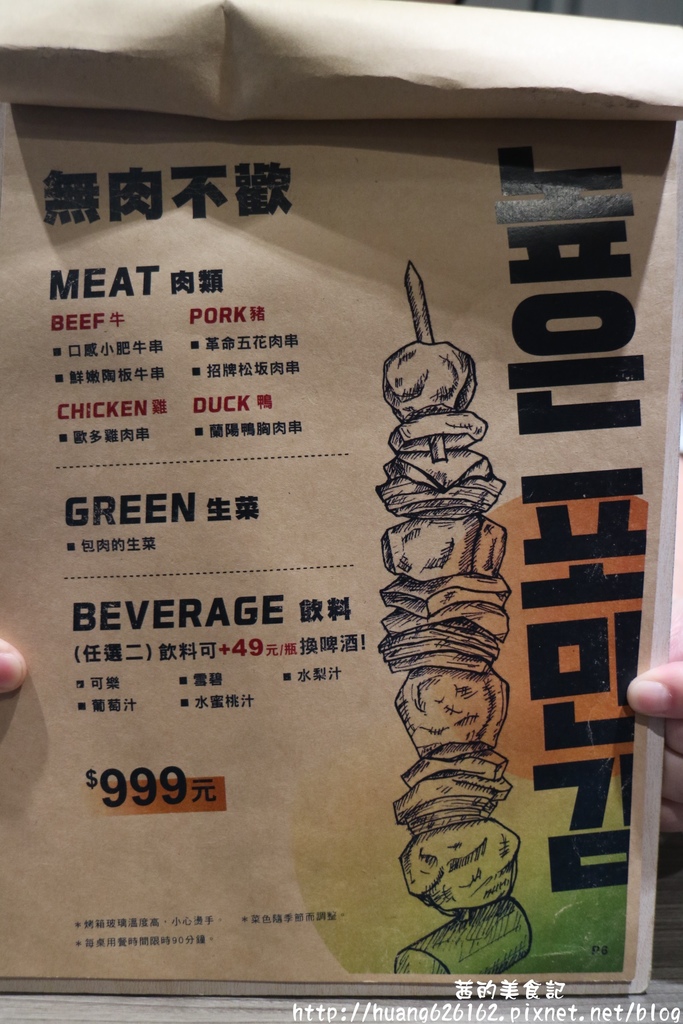 無肉不歡
MEAT 肉類
BEEF 牛
■ 口感小肥牛串
■ 鮮嫩陶板牛串
PORK 豬
■ 革命五花肉串
■ 招牌松坂肉串
CHICKEN 雞
■ 歐多雞肉串
DUCK 鴨
■ 蘭陽鴨胸肉串
GREEN 生菜
■ 包肉的生菜
BEVERAGE 飲料
(任選二) 飲料可+49元/瓶換啤酒!
■ 可樂 ■ 雪碧 ■ 水梨汁
■ 葡萄汁 ■ 水蜜桃汁
$999元
*烤箱玻璃溫度高、小心燙手。 *菜色隨季節而調整。
*每桌用餐時間限時90分鐘。
P.6
茜的美食記
http://huang626162.pixnet.net/blog